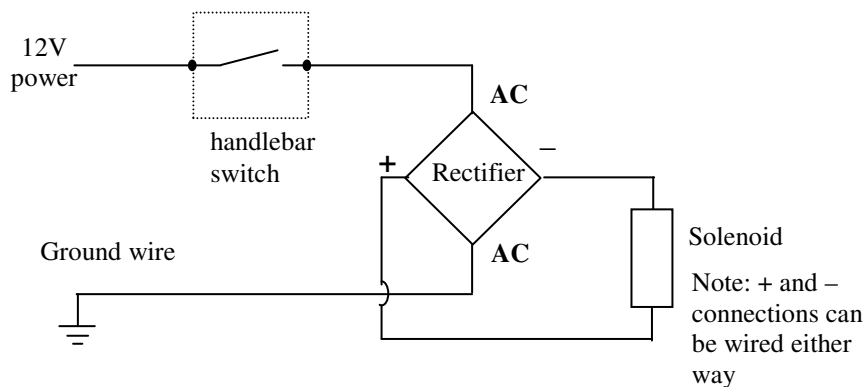 12V
power
handlebar
switch
AC
+
–
Rectifier
AC
Ground wire
Solenoid
Note: + and –
connections can
be wired either
way